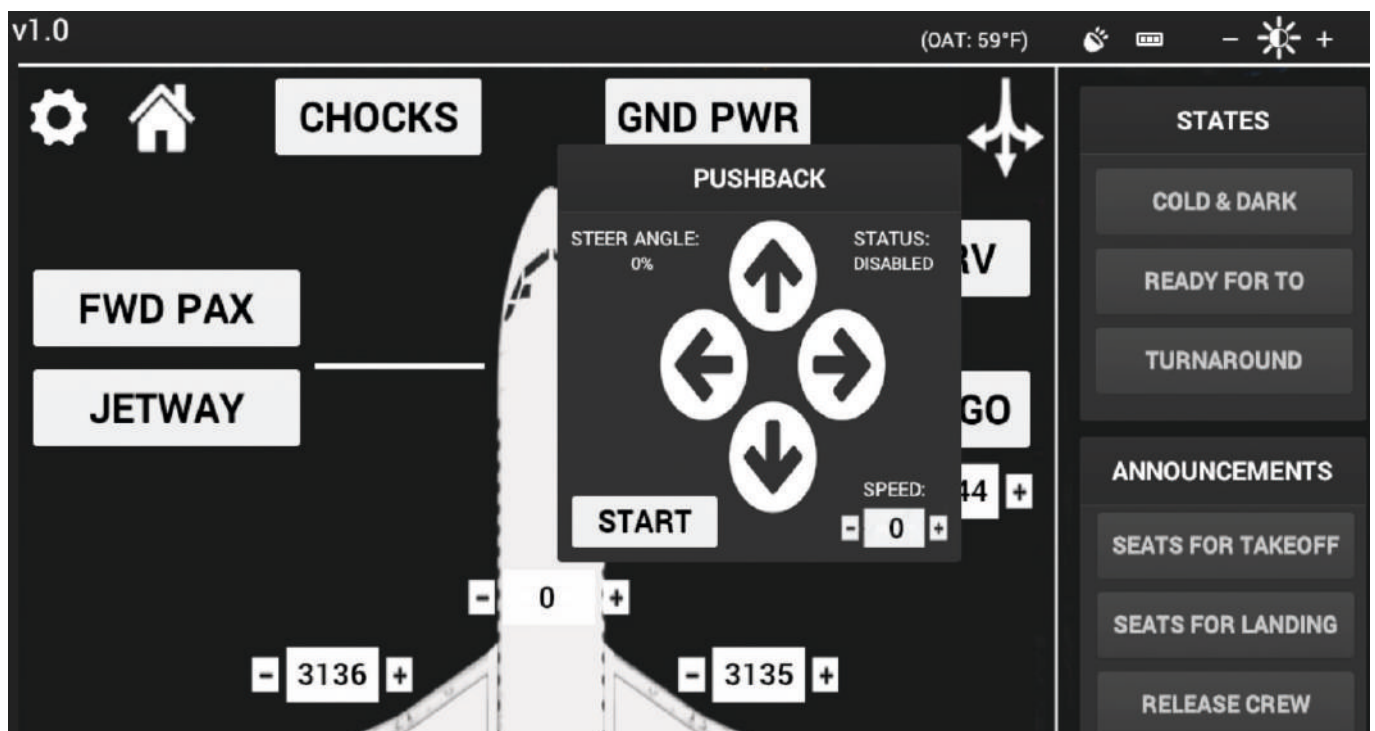 v1.0
(OAT: 59°F)
- +
CHOCKS
GND PWR
FWD PAX
JETWAY
PUSHBACK
STEER ANGLE:
0%
STATUS:
DISABLED
START
SPEED:
- 0 +
RV
GO
44 +
- 0 +
- 3136 +
- 3135 +
STATES
COLD & DARK
READY FOR TO
TURNAROUND
ANNOUNCEMENTS
SEATS FOR TAKEOFF
SEATS FOR LANDING
RELEASE CREW